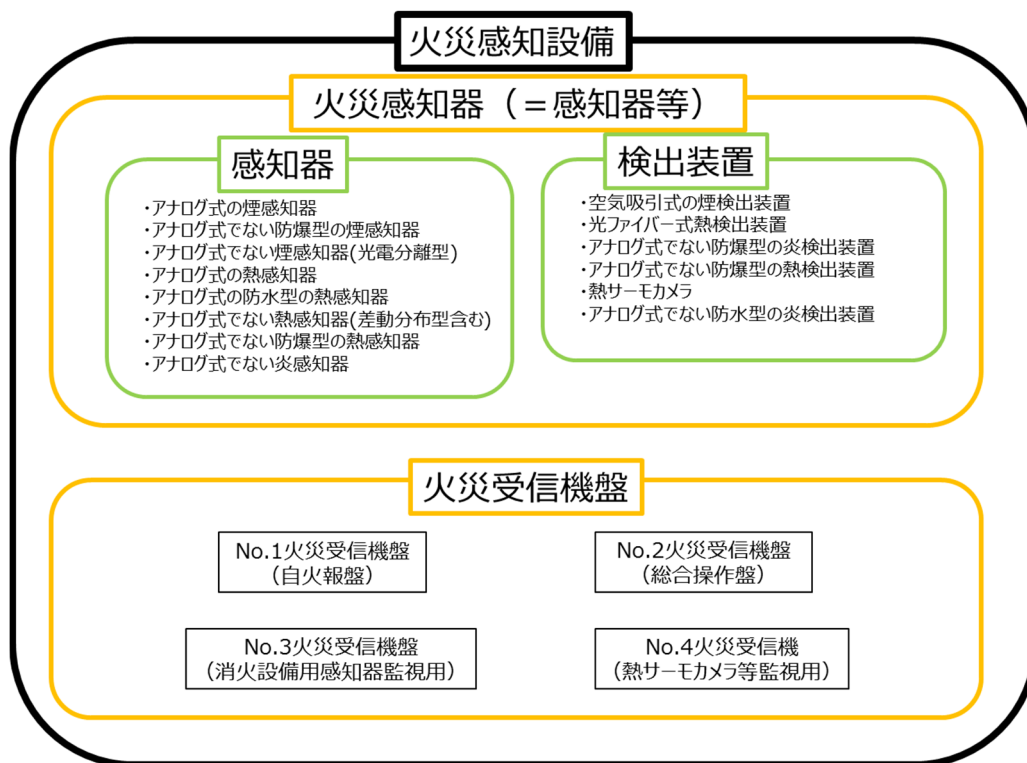 火災感知設備
火災感知器（＝感知器等）
感知器
・アナログ式の煙感知器
・アナログ式でない防爆型の煙感知器
・アナログ式でない煙感知器(光電分離型)
・アナログ式の熱感知器
・アナログ式の防水型の熱感知器
・アナログ式でない熱感知器(差動分布型含む)
・アナログ式でない防爆型の熱感知器
・アナログ式でない炎感知器
検出装置
・空気吸引式の煙検出装置
・光ファイバー式熱検出装置
・アナログ式でない防爆型の炎検出装置
・アナログ式でない防爆型の熱検出装置
・熱サーモカメラ
・アナログ式でない防水型の炎検出装置
火災受信機盤
No.1火災受信機盤
（自火報盤）
No.2火災受信機盤
（総合操作盤）
No.3火災受信機盤
（消火設備用感知器監視用）
No.4火災受信機
（熱サーモカメラ等監視用）